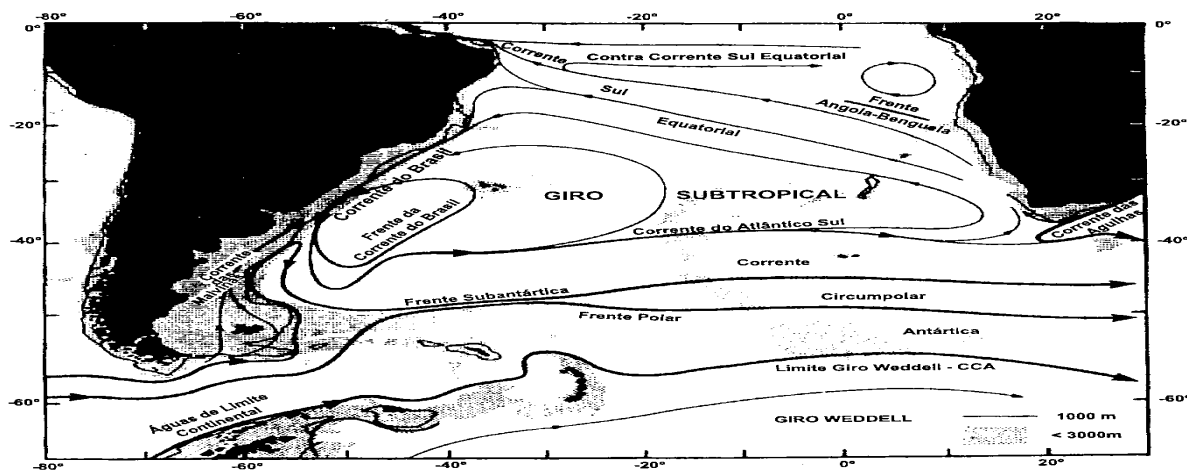 -80° -60° -40° -20° 0° 20°
0° 0°
Corrente
Contra Corrente Sul Equatorial
Sul
Frente
Angola-Benguela
Equatorial
-20° -20°
Corrente do Brasil
GIRO SUBTROPICAL
Frente da
Corrente do Brasil
Corrente do Atlântico Sul
Corrente das
Agulhas
-40° -40°
Corrente
Malvinas
Corrente
Frente Subantártica
Circumpolar
Frente Polar
Antártica
Limite Giro Weddell - CCA
-60° -60°
Águas de Limite
Continental
GIRO WEDDELL
1000 m
< 3000m
-80° -60° -40° -20° 0° 20°